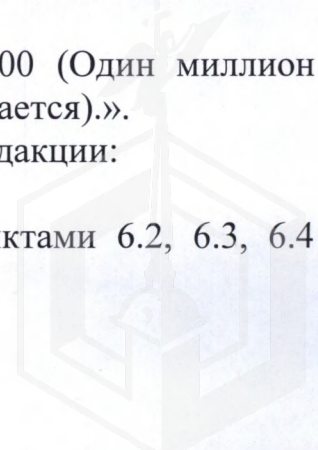 00 (Один миллион
ается).».
дакции:
ктами 6.2, 6.3, 6.4